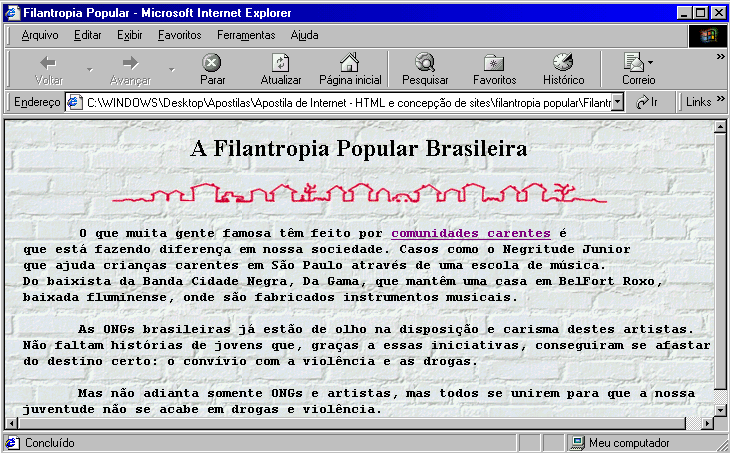 Filantropia Popular - Microsoft Internet Explorer
Arquivo Editar Exibir Favoritos Ferramentas Ajuda
Voltar Avançar Parar Atualizar Página inicial Pesquisar Favoritos Histórico Correio »
Endereço C:\WINDOWS\Desktop\Apostilas\Apostila de Internet - HTML e concepção de sites\filantropia popular\Filantr Ir Links »
A Filantropia Popular Brasileira
O que muita gente famosa têm feito por comunidades carentes é
que está fazendo diferença em nossa sociedade. Casos como o Negritude Junior
que ajuda crianças carentes em São Paulo através de uma escola de música.
Do baixista da Banda Cidade Negra, Da Gama, que mantêm uma casa em BelFort Roxo,
baixada fluminense, onde são fabricados instrumentos musicais.
As ONGs brasileiras já estão de olho na disposição e carisma destes artistas.
Não faltam histórias de jovens que, graças a essas iniciativas, conseguiram se afastar
do destino certo: o convívio com a violência e as drogas.
Mas não adianta somente ONGs e artistas, mas todos se unirem para que a nossa
juventude não se acabe em drogas e violência.
Concluído Meu computador